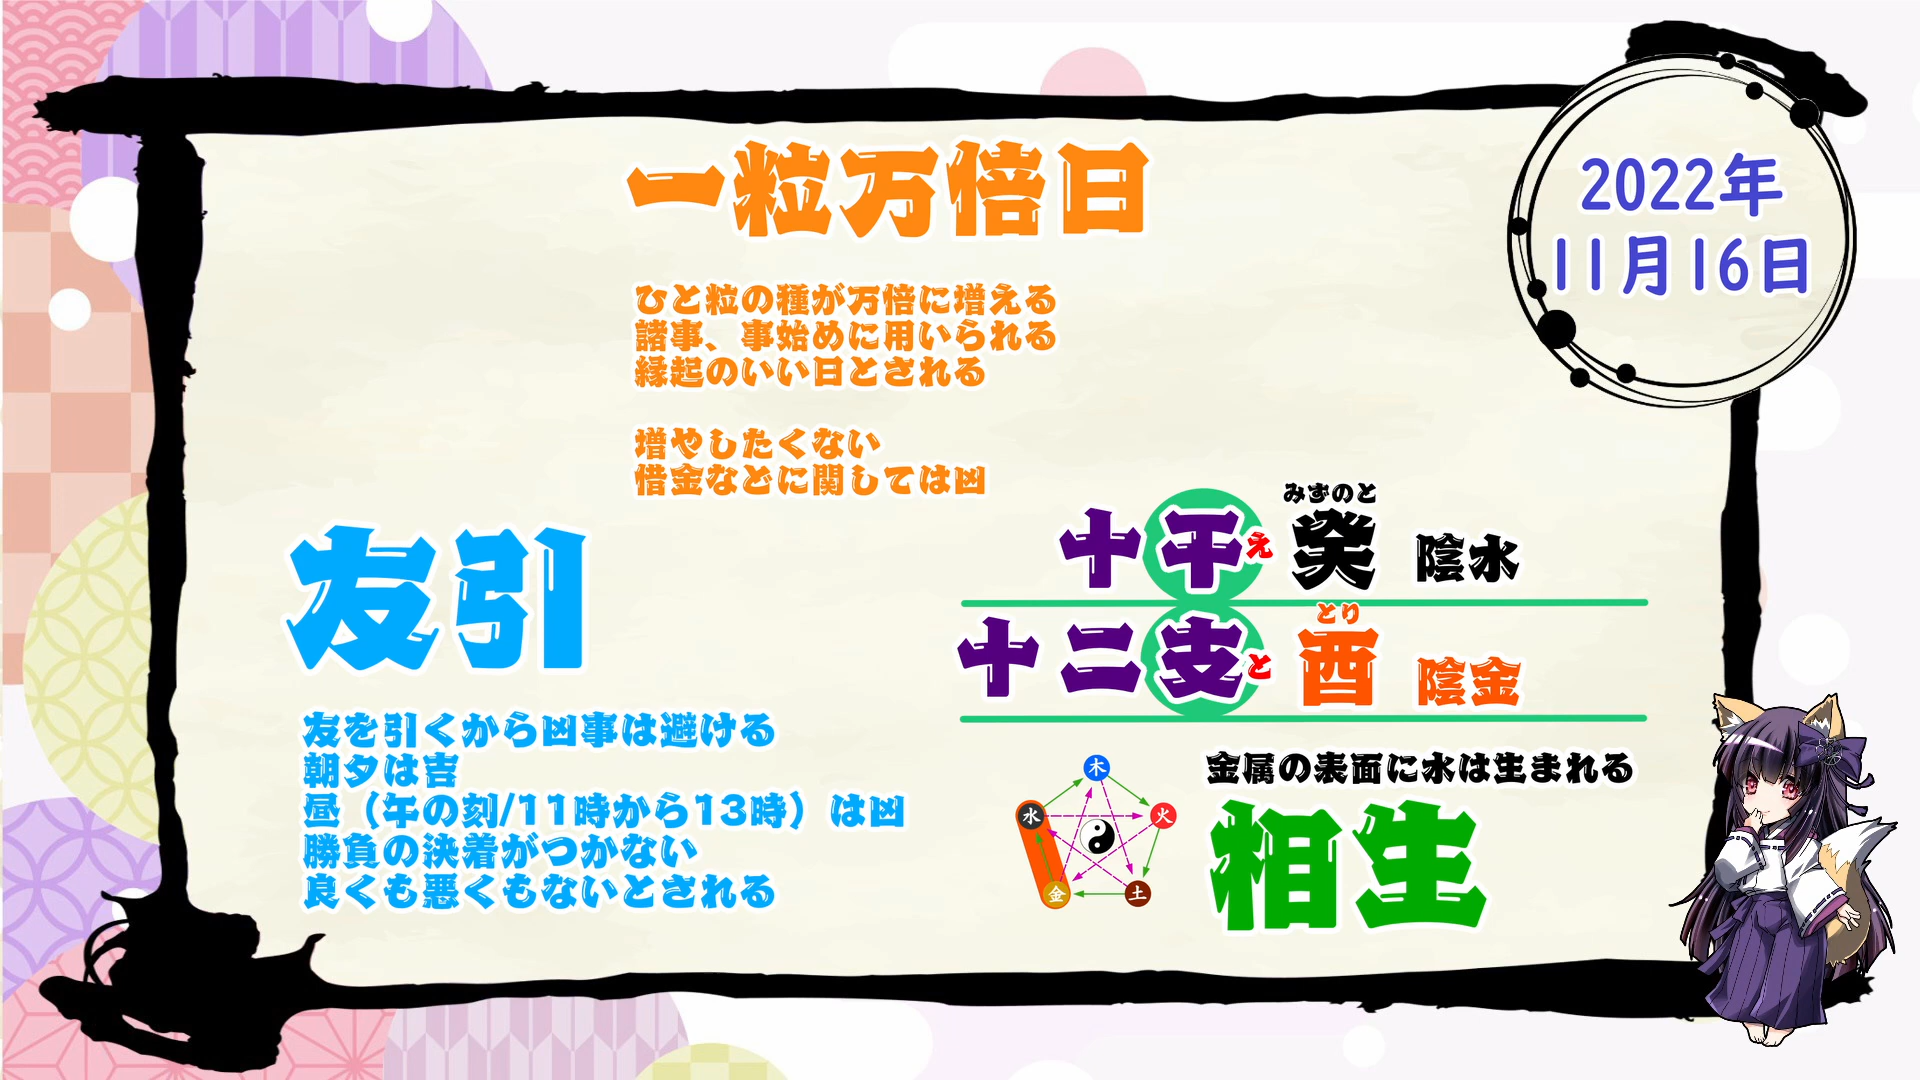 一粒万倍日
2022年
11月16日
ひと粒の種が万倍に増える
諸事、事始めに用いられる
縁起のいい日とされる
増やしたくない
借金などに関しては凶
友引
友を引くから凶事は避ける
朝夕は吉
昼（午の刻/11時から13時）は凶
勝負の決着がつかない
良くも悪くもないとされる
みずのと
十干え 癸 陰水
とり
十二支と 酉 陰金
金属の表面に水は生まれる
相生
木
水 火
金 土